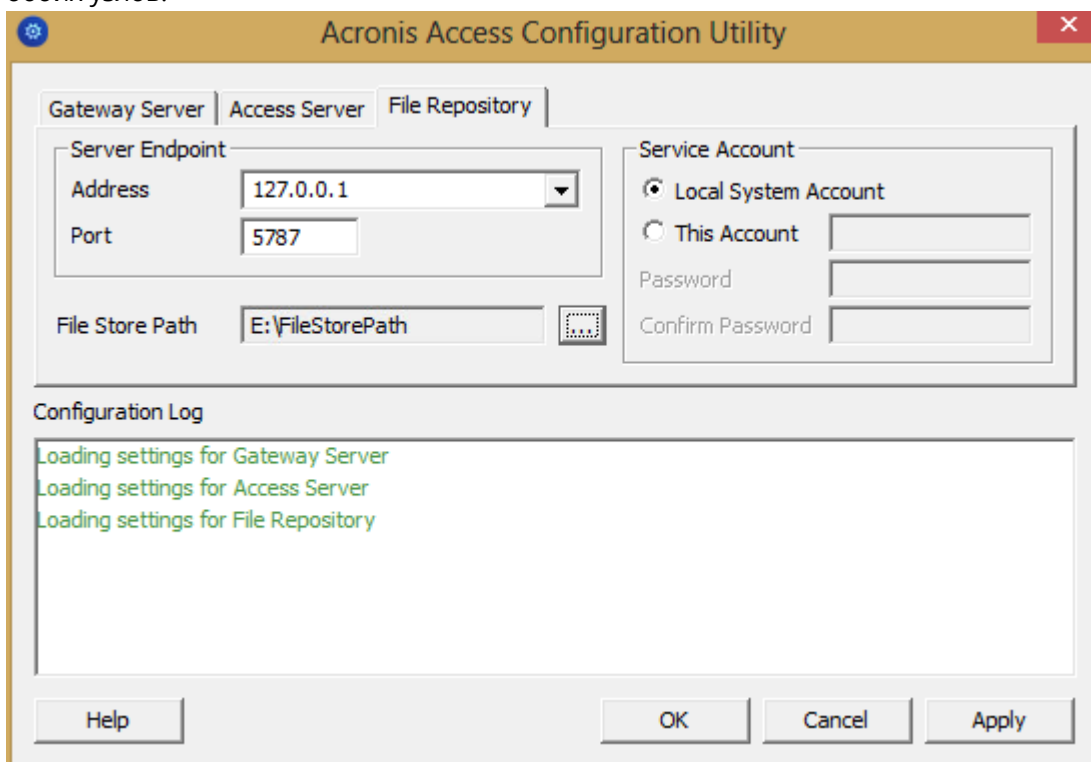 Acronis Access Configuration Utility
Gateway Server
Access Server
File Repository
Server Endpoint
Address
127.0.0.1
Port
5787
File Store Path
E:\FileStorePath
...
Service Account
Local System Account
This Account
Password
Confirm Password
Configuration Log
Loading settings for Gateway Server
Loading settings for Access Server
Loading settings for File Repository
Help
OK
Cancel
Apply